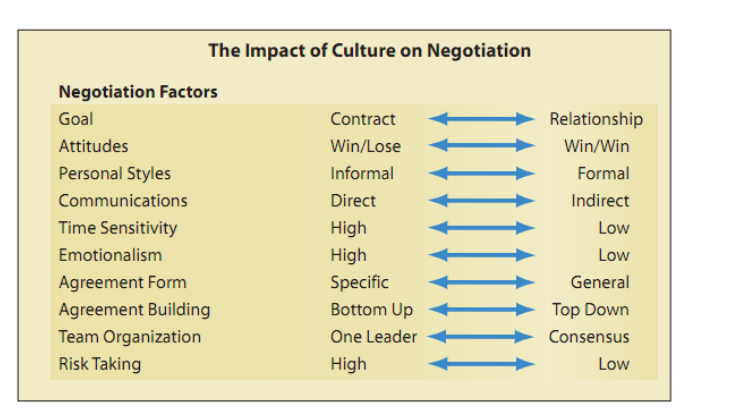 The Impact of Culture on Negotiation
Negotiation Factors
Goal Contract Relationship
Attitudes Win/Lose Win/Win
Personal Styles Informal Formal
Communications Direct Indirect
Time Sensitivity High Low
Emotionalism High Low
Agreement Form Specific General
Agreement Building Bottom Up Top Down
Team Organization One Leader Consensus
Risk Taking High Low